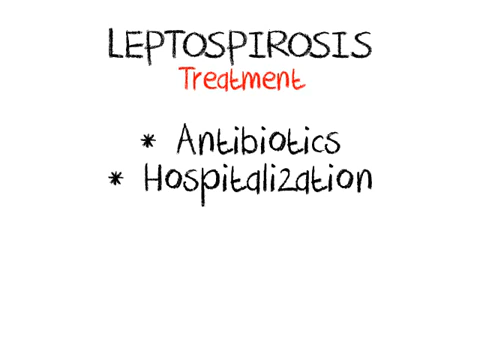 LEPTOSPIROSIS
Treatment
* Antibiotics
* Hospitalization